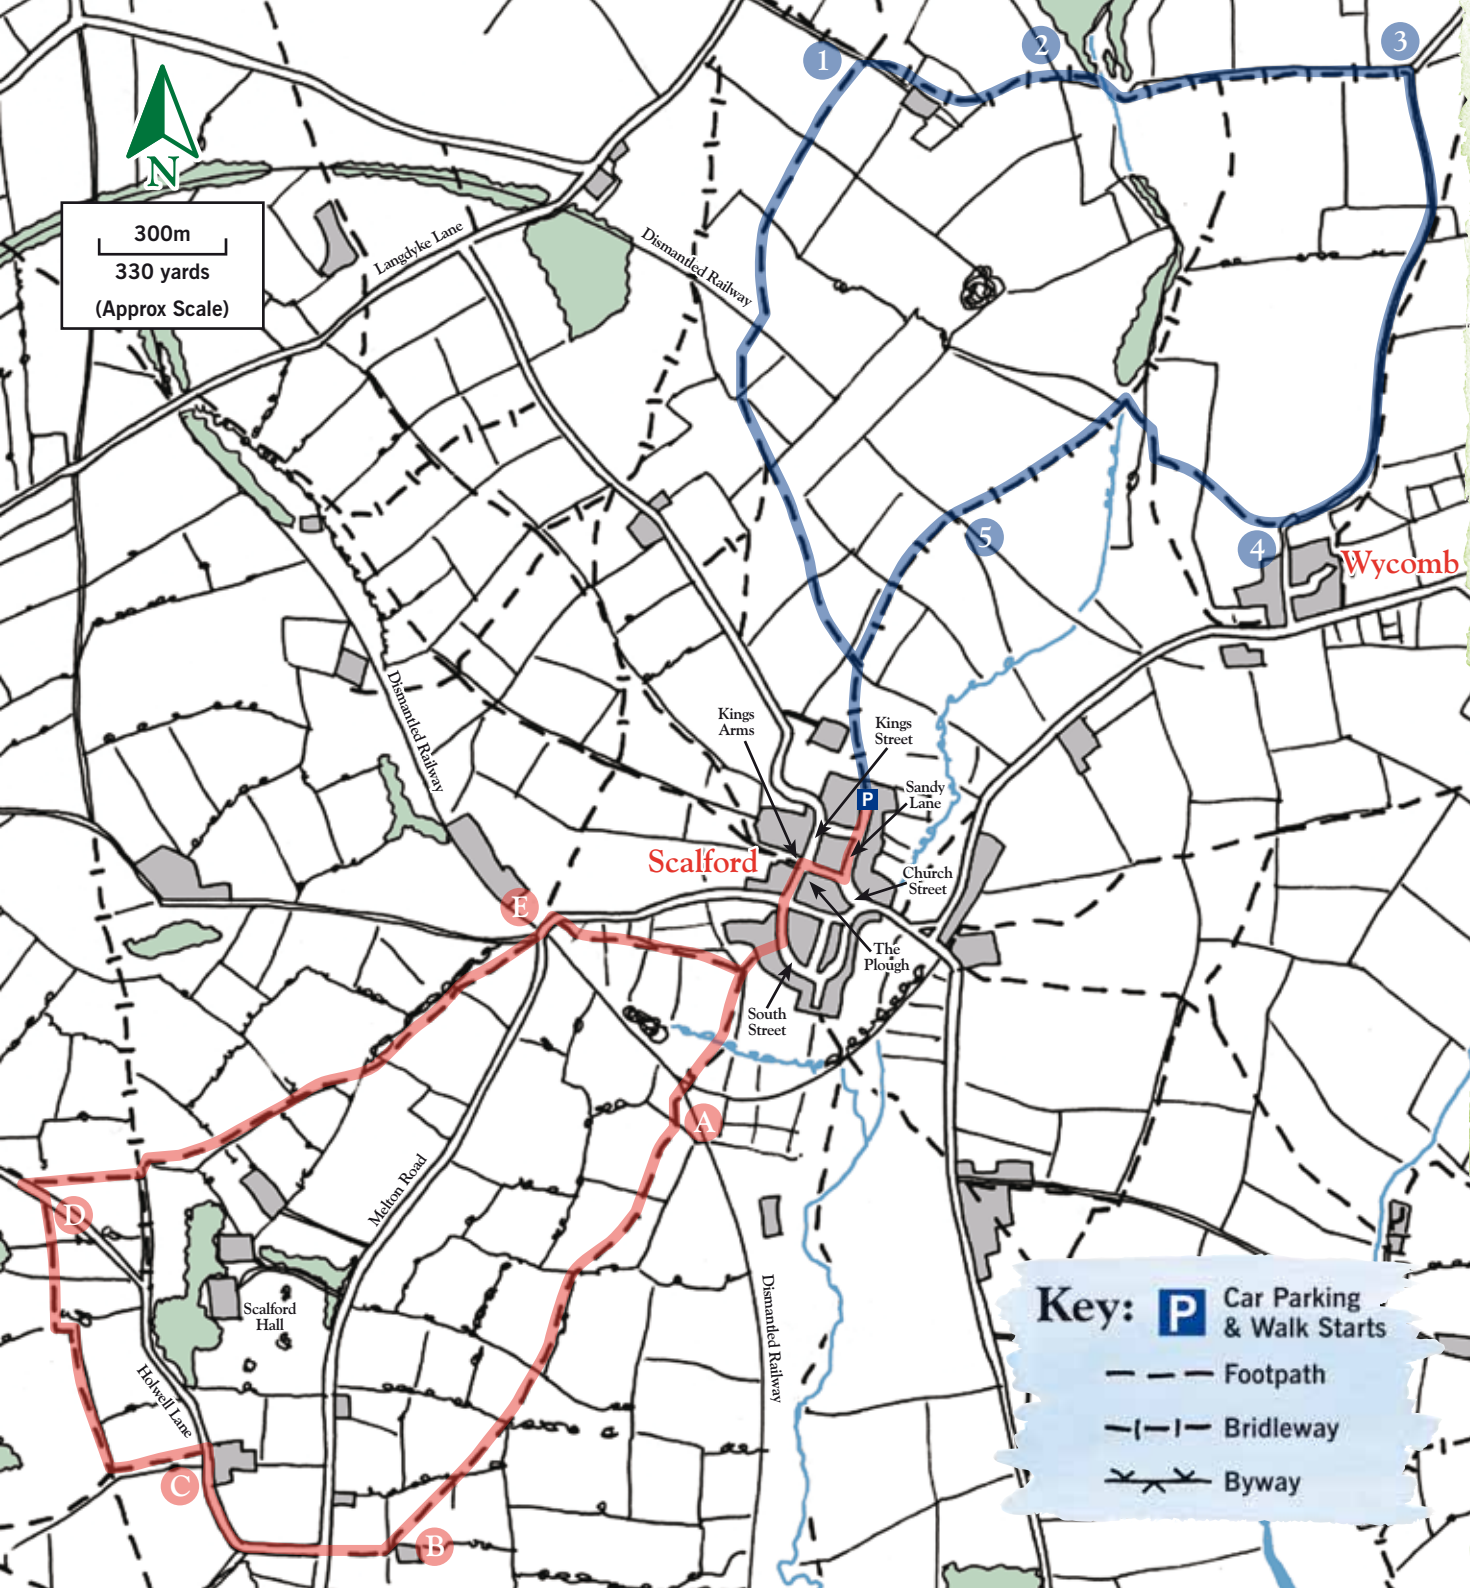 1
2
3
N
300m
330 yards
(Approx Scale)
Langdyke Lane
Dismantled Railway
5
4
Wycomb
Dismantled Railway
Kings
Arms
Kings
Street
P
Sandy
Lane
Scalford
Church
Street
E
The
Plough
South
Street
A
Melton Road
D
Scalford
Hall
Holwell Lane
Dismantled Railway
C
B
Key:
P
Car Parking
& Walk Starts
Footpath
Bridleway
Byway